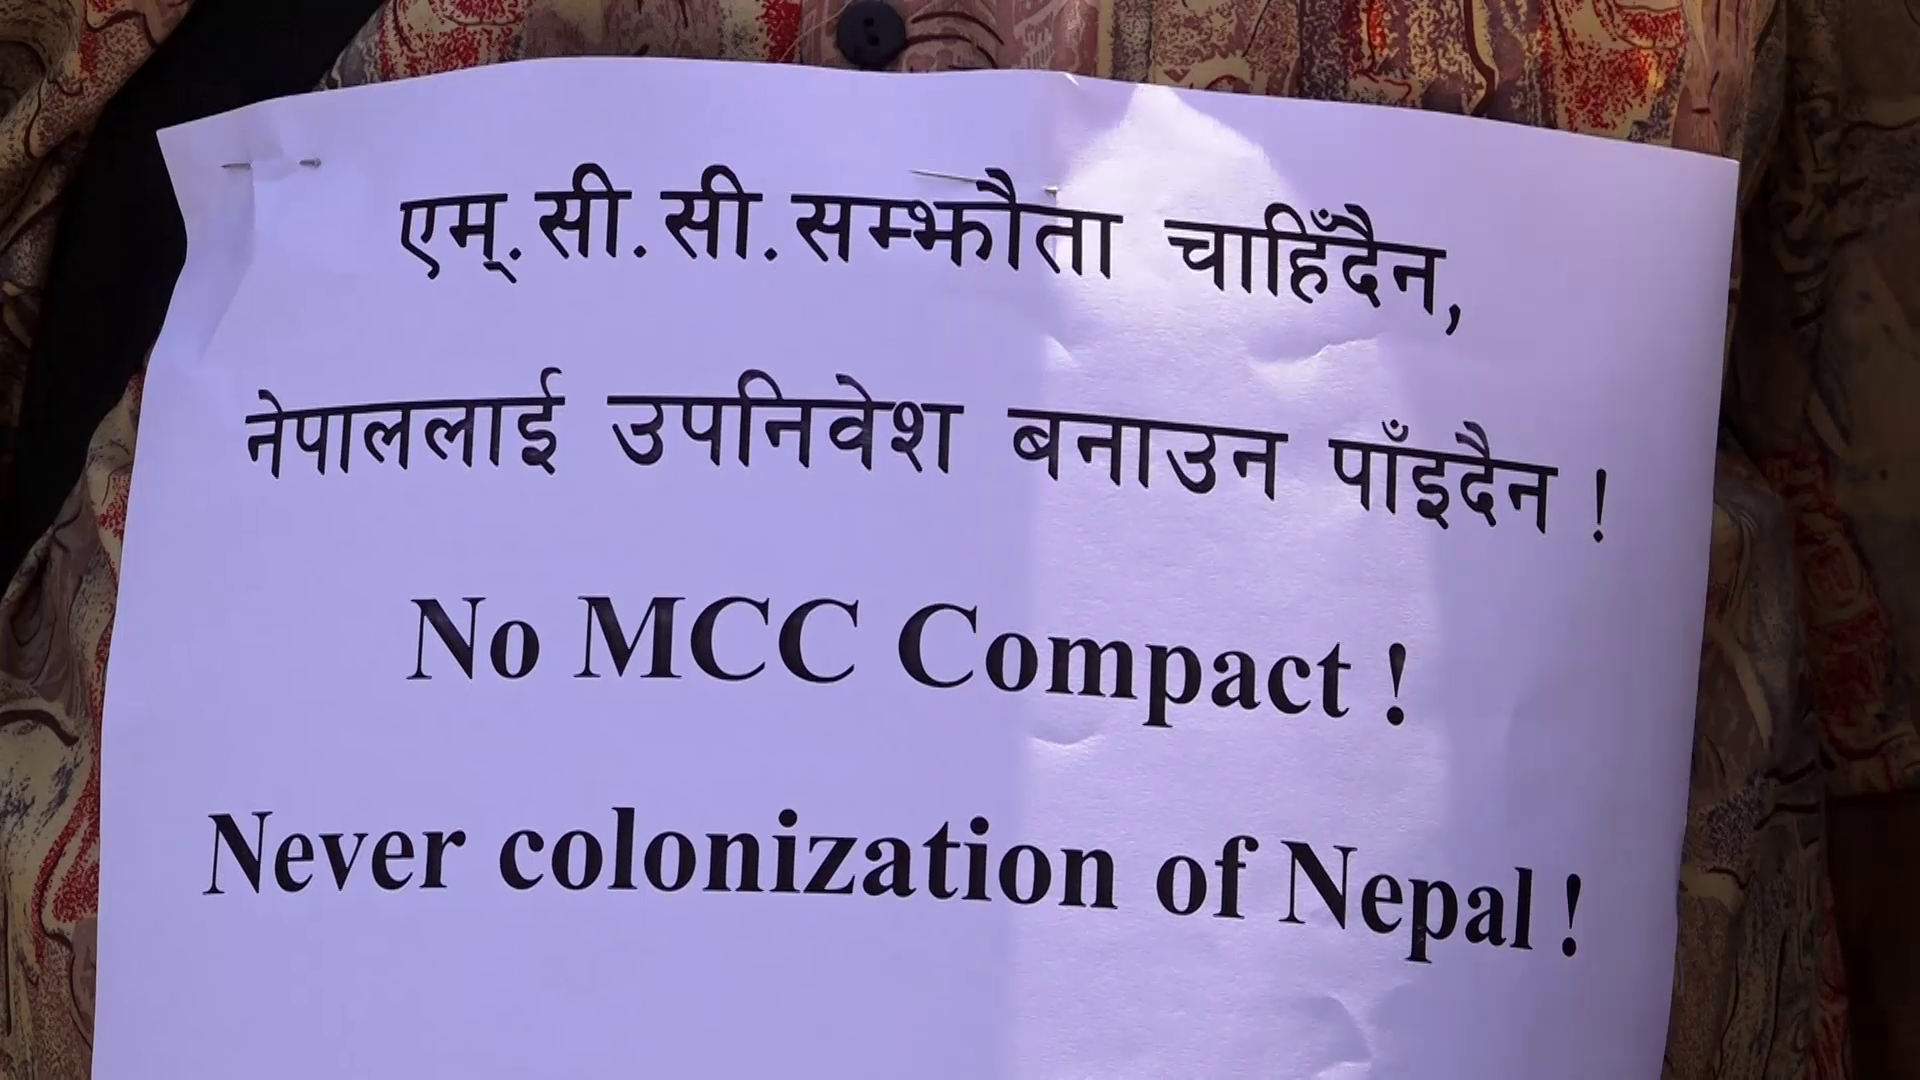 एम्.सी.सी.सम्झौता चाहिँदैन,
नेपाललाई उपनिवेश बनाउन पाँइदैन !
No MCC Compact !
Never colonization of Nepal !